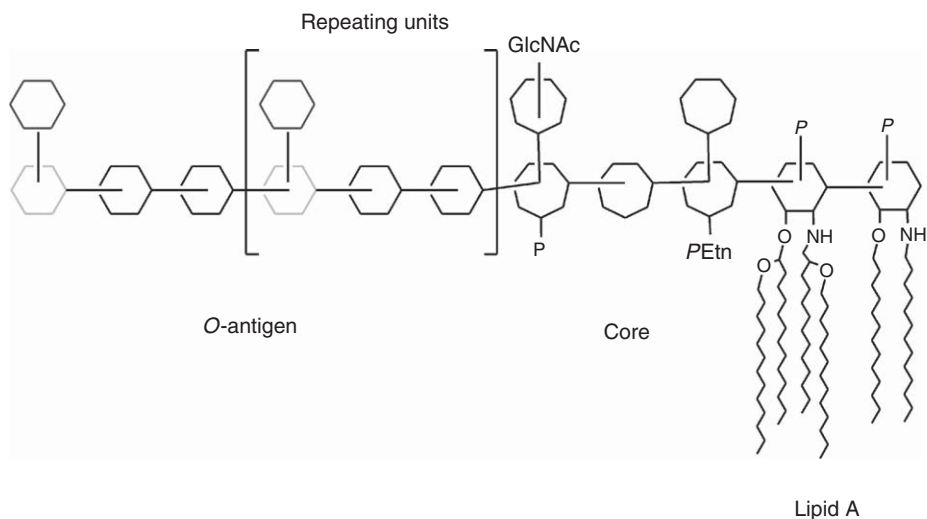 Repeating units
GlcNAc
P
P
P
PEtn
O
NH
O
NH
O
O
O-antigen
Core
Lipid A